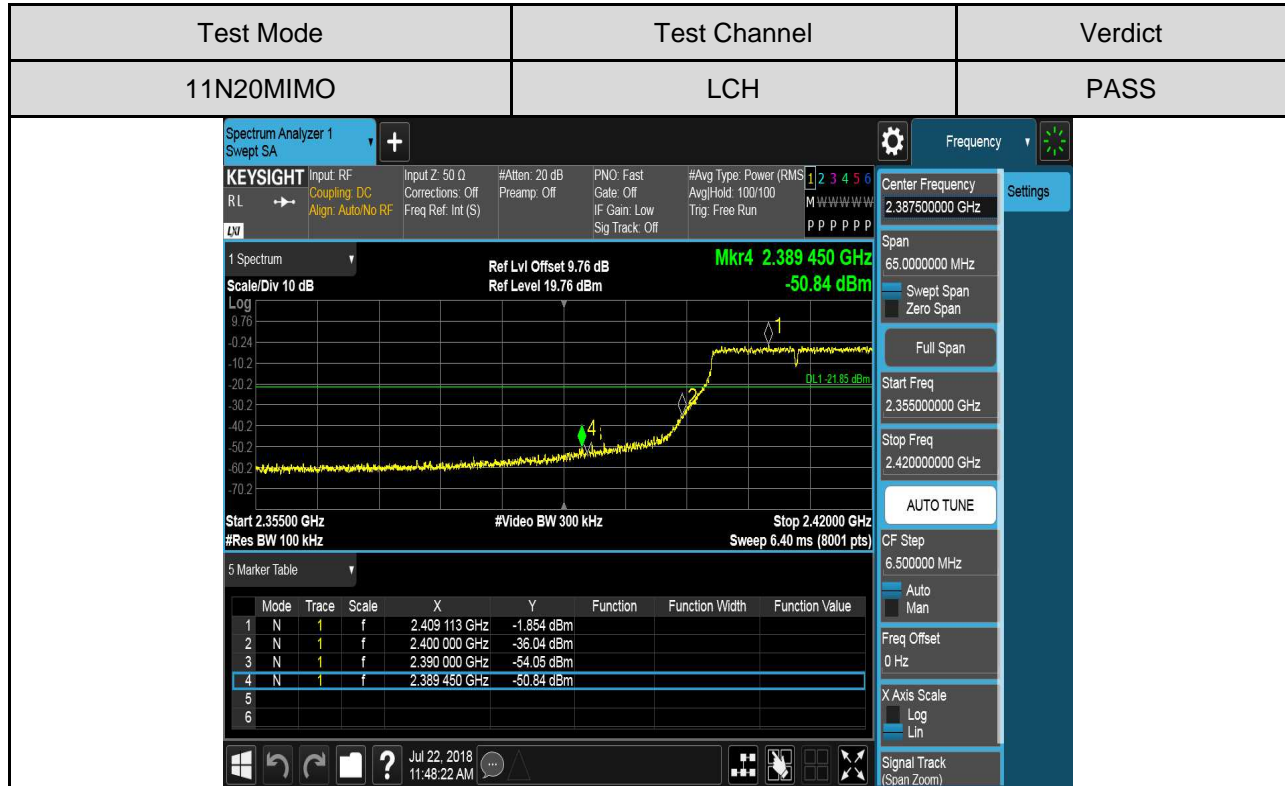 Test Mode Test Channel Verdict
11N20MIMO LCH PASS
Spectrum Analyzer 1
Swept SA
+
Frequency
KEYSIGHT Input: RF Input Z: 50 Ω #Atten: 20 dB PNO: Fast #Avg Type: Power (RMS 1 2 3 4 5 6
RL Coupling: DC Corrections: Off Preamp: Off Gate: Off Avg|Hold: 100/100 M W W W W W
Align: Auto/No RF Freq Ref: Int (S) IF Gain: Low Trig: Free Run
LXI Sig Track: Off P P P P P P
1 Spectrum Ref Lvl Offset 9.76 dB Mkr4 2.389 450 GHz
Scale/Div 10 dB Ref Level 19.76 dBm -50.84 dBm
Log
9.76
-0.24
-10.2
-20.2
-30.2
-40.2
-50.2
-60.2
-70.2
1
DL1 -21.85 dBm
2
4
Start 2.35500 GHz #Video BW 300 kHz Stop 2.42000 GHz
#Res BW 100 kHz Sweep 6.40 ms (8001 pts)
5 Marker Table
Mode Trace Scale X Y Function Function Width Function Value
1 N 1 f 2.409 113 GHz -1.854 dBm
2 N 1 f 2.400 000 GHz -36.04 dBm
3 N 1 f 2.390 000 GHz -54.05 dBm
4 N 1 f 2.389 450 GHz -50.84 dBm
5
6
? Jul 22, 2018
11:48:22 AM
Center Frequency
2.387500000 GHz
Settings
Span
65.0000000 MHz
Swept Span
Zero Span
Full Span
Start Freq
2.355000000 GHz
Stop Freq
2.420000000 GHz
AUTO TUNE
CF Step
6.500000 MHz
Auto
Man
Freq Offset
0 Hz
X Axis Scale
Log
Lin
Signal Track
(Span Zoom)